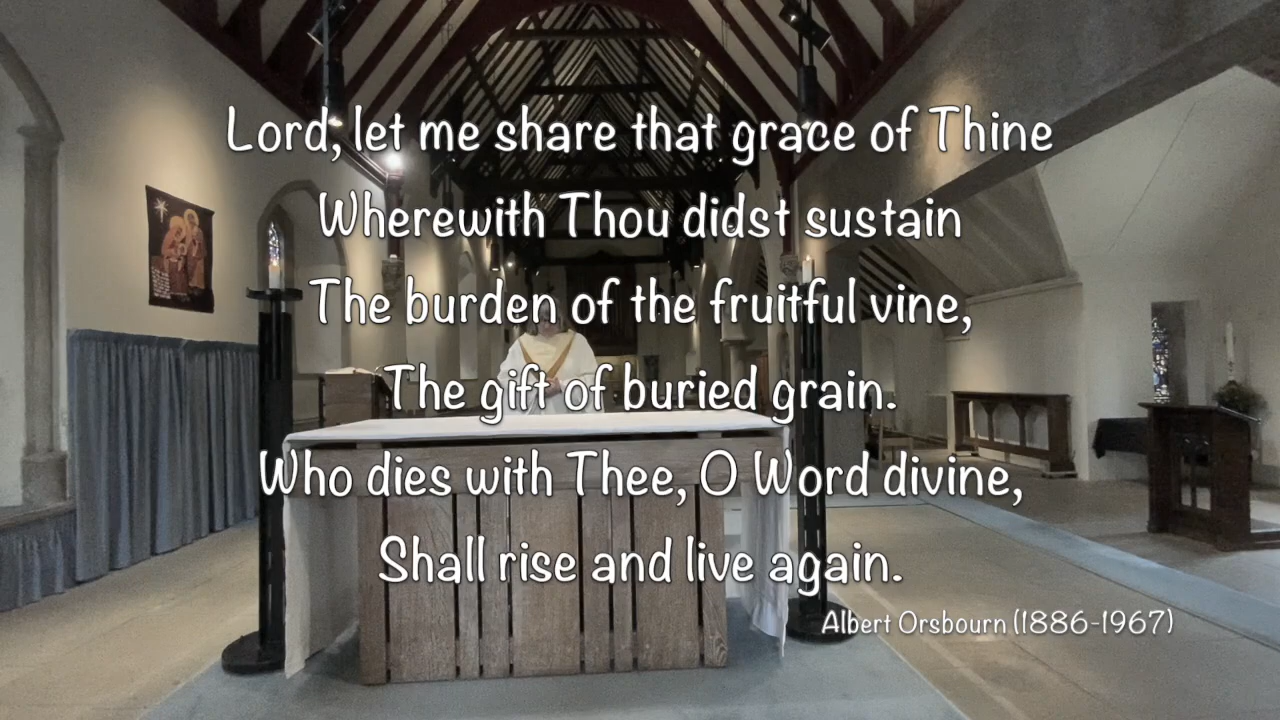 Lord, let me share that grace of Thine
Wherewith Thou didst sustain
The burden of the fruitful vine,
The gift of buried grain.
Who dies with Thee, O Word divine,
Shall rise and live again.
Albert Orsbourn (1886-1967)